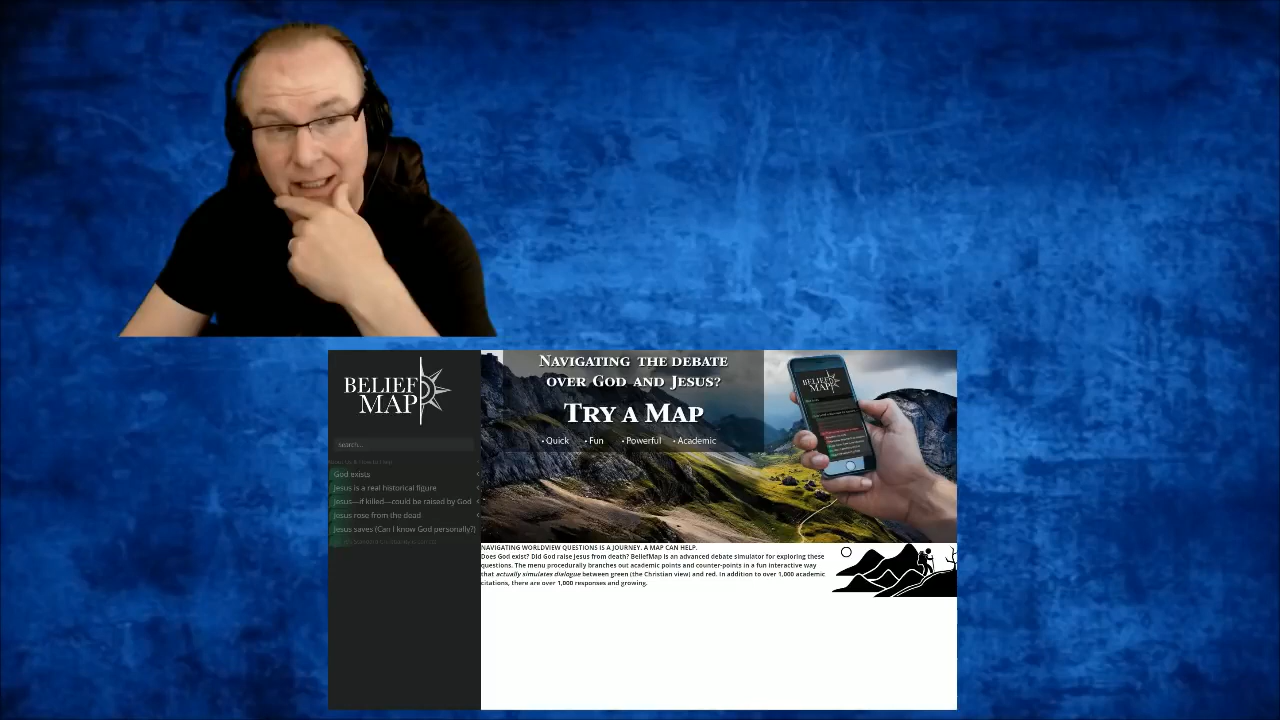 BELIEF
MAP
search...
God exists
Jesus is a real historical figure
Jesus—if killed—could be raised by God
Jesus rose from the dead
Jesus saves (Can I know God personally?)
NAVIGATING THE DEBATE
OVER GOD AND JESUS?
TRY A MAP
• Quick • Fun • Powerful • Academic
BELIEF
MAP
NAVIGATING WORLDVIEW QUESTIONS IS A JOURNEY. A MAP CAN HELP.
Does God exist? Did God raise Jesus from death? BeliefMap is an advanced debate simulator for exploring these
questions. The menu procedurally branches out academic points and counter-points in a fun interactive way
that actually simulates dialogue between green (the Christian view) and red. In addition to over 1,000 academic
citations, there are over 1,000 responses and growing.